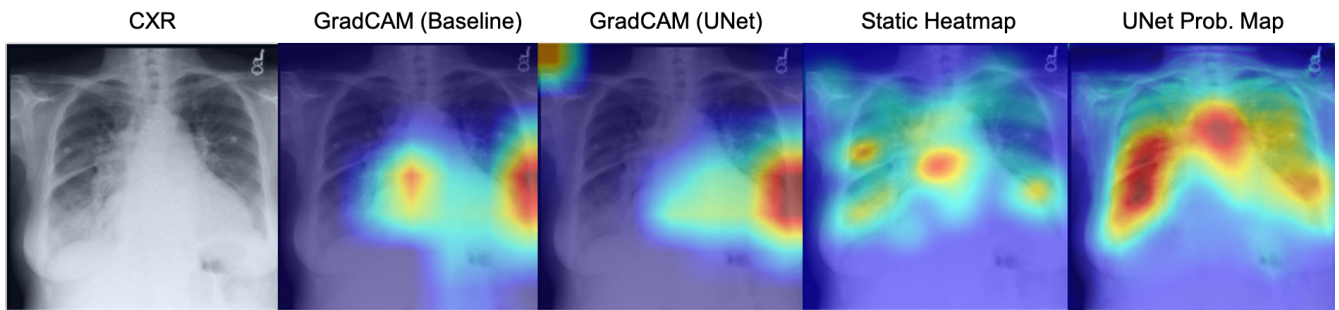 CXR
GradCAM (Baseline)
GradCAM (UNet)
Static Heatmap
UNet Prob. Map